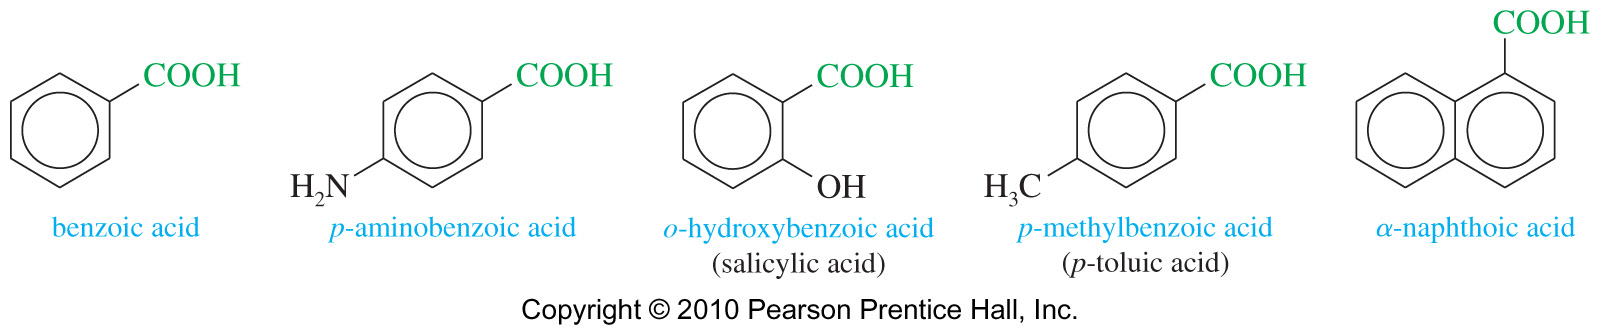 COOH
COOH
H₂N
COOH
OH
COOH
H₃C
COOH
benzoic acid
p-aminobenzoic acid
o-hydroxybenzoic acid
(salicylic acid)
p-methylbenzoic acid
(p-toluic acid)
α-naphthoic acid
Copyright © 2010 Pearson Prentice Hall, Inc.